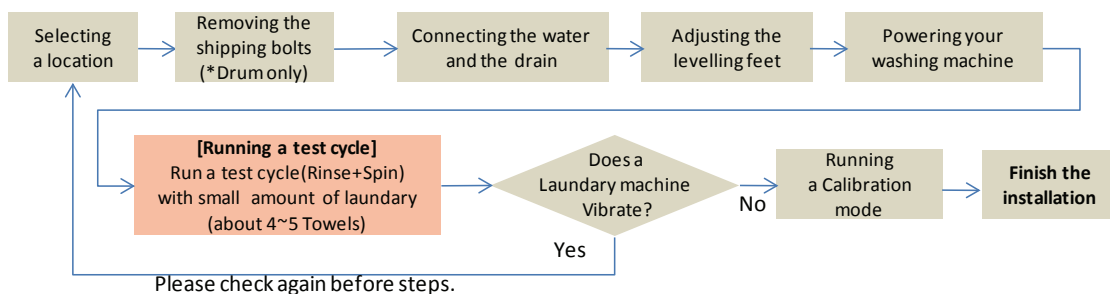 Selecting
a location
Removing the
shipping bolts
(*Drum only)
Connecting the water
and the drain
Adjusting the
levelling feet
Powering your
washing machine
[Running a test cycle]
Run a test cycle(Rinse+Spin)
with small amount of laundary
(about 4~5 Towels)
Does a
Laundary machine
Vibrate?
No
Running
a Calibration
mode
Finish the
installation
Yes
Please check again before steps.